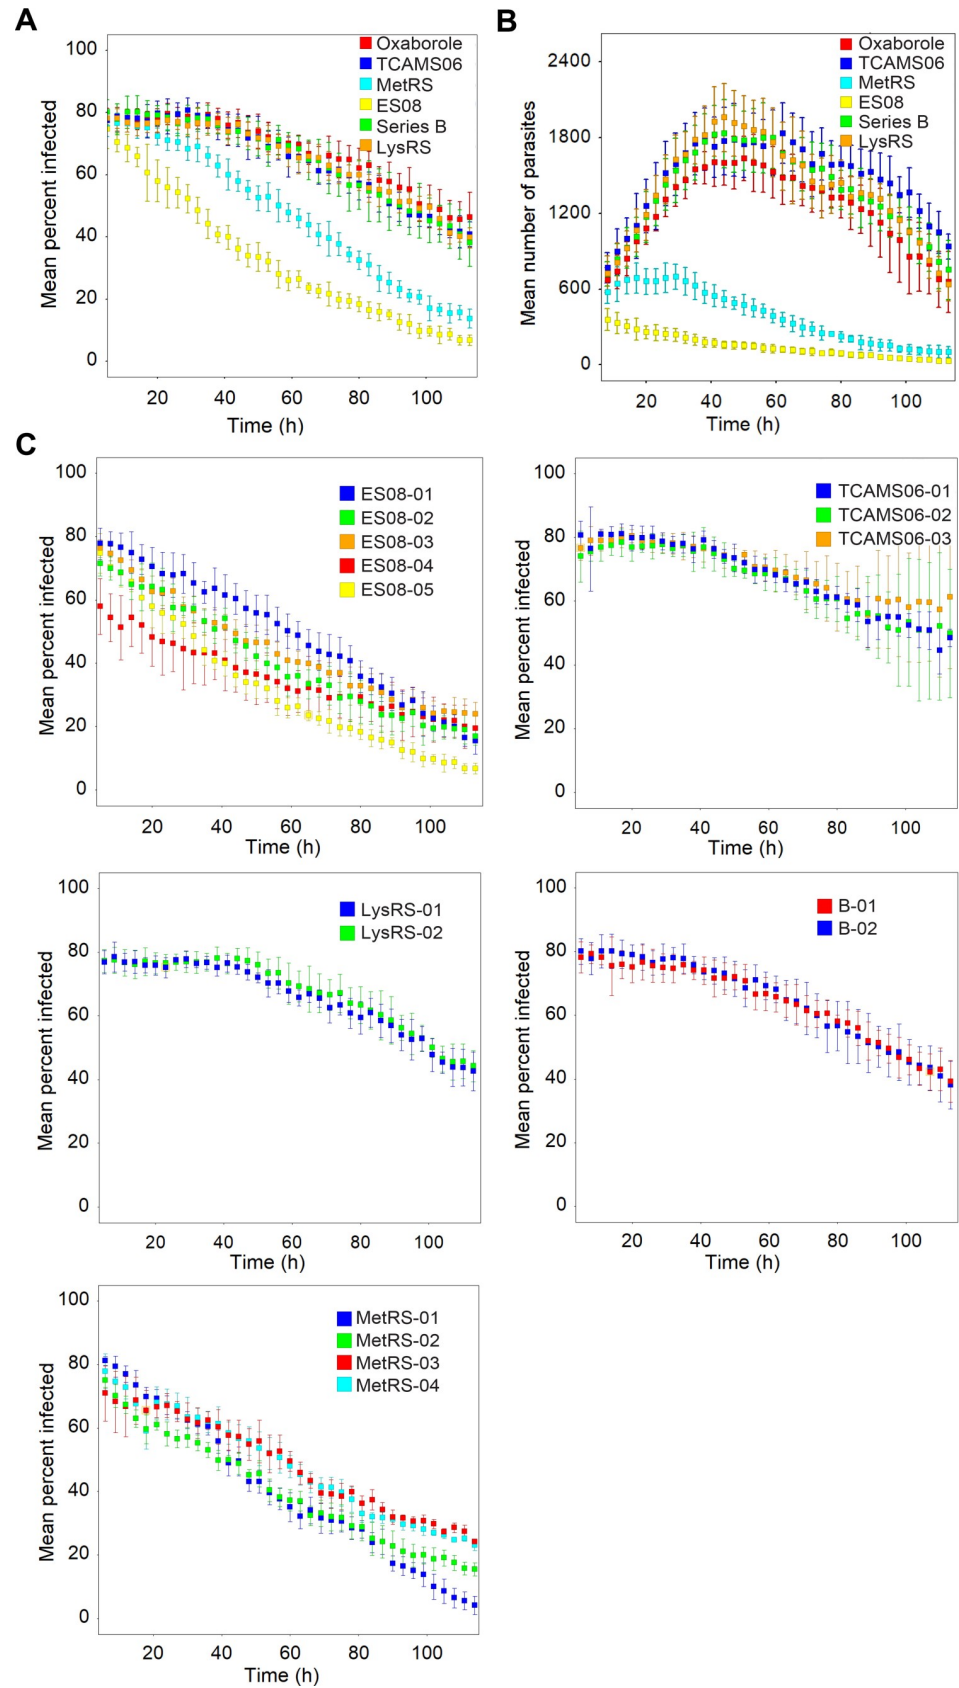 A
Mean percent infected
100
80
60
40
20
0
20 40 60 80 100
Time (h)
Oxaborole
TCAMS06
MetRS
ES08
Series B
LysRS
B
Mean number of parasites
2400
1800
1200
600
0
20 40 60 80 100
Time (h)
Oxaborole
TCAMS06
MetRS
ES08
Series B
LysRS
C
Mean percent infected
100
80
60
40
20
0
20 40 60 80 100
Time (h)
ES08-01
ES08-02
ES08-03
ES08-04
ES08-05
Mean percent infected
100
80
60
40
20
0
20 40 60 80 100
Time (h)
TCAMS06-01
TCAMS06-02
TCAMS06-03
Mean percent infected
100
80
60
40
20
0
20 40 60 80 100
Time (h)
LysRS-01
LysRS-02
Mean percent infected
100
80
60
40
20
0
20 40 60 80 100
Time (h)
B-01
B-02
Mean percent infected
100
80
60
40
20
0
20 40 60 80 100
Time (h)
MetRS-01
MetRS-02
MetRS-03
MetRS-04